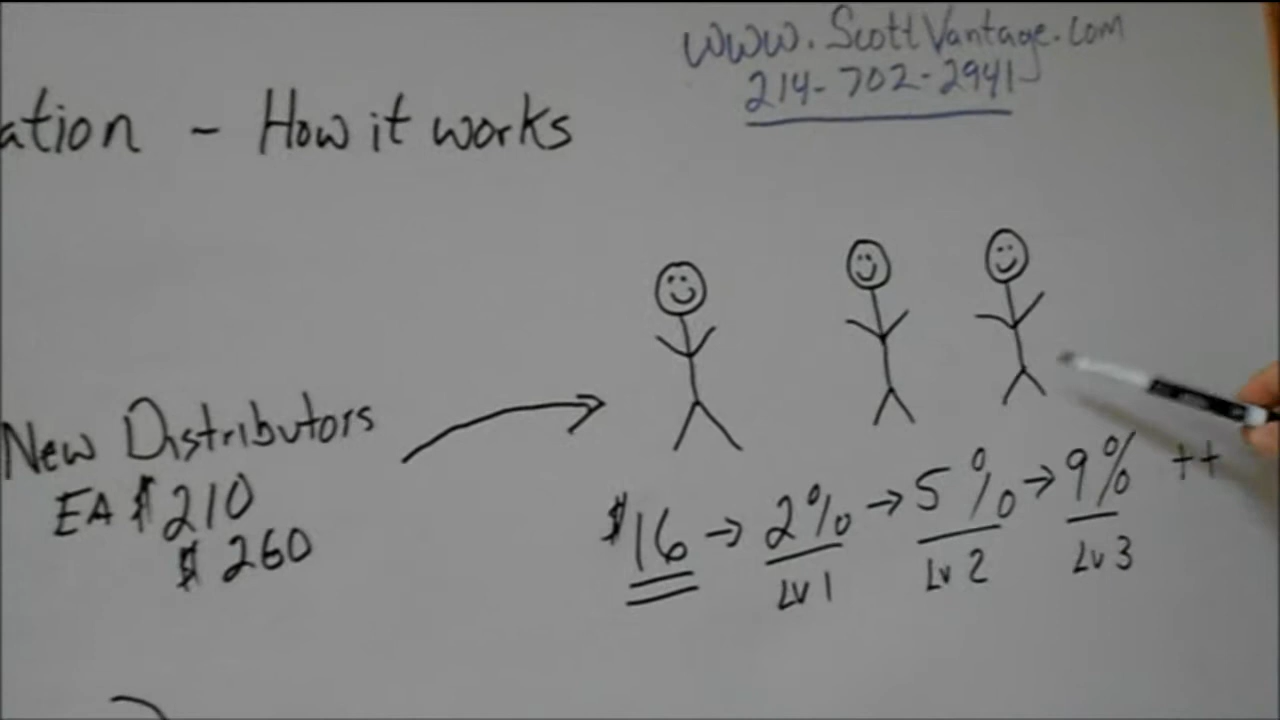 www.ScottVantage.com
214-702-2941
ation - How it works
New Distributors
EA $210
$260
$16 → 2% → 5% → 9% ++
Lv 1 Lv 2 Lv 3